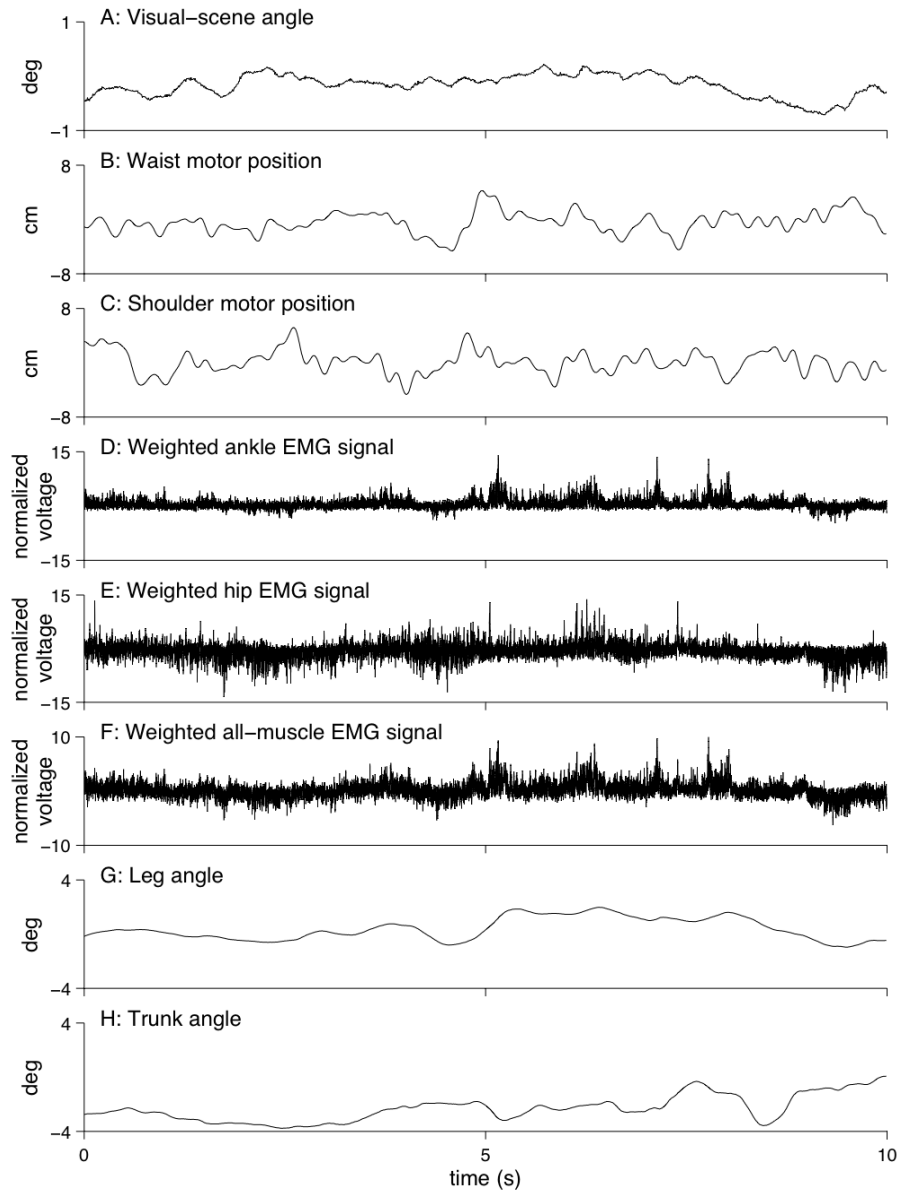 A: Visual−scene angle
1
deg
−1
B: Waist motor position
8
cm
−8
C: Shoulder motor position
8
cm
−8
D: Weighted ankle EMG signal
15
normalized
voltage
−15
E: Weighted hip EMG signal
15
normalized
voltage
−15
F: Weighted all−muscle EMG signal
10
normalized
voltage
−10
G: Leg angle
4
deg
−4
H: Trunk angle
4
deg
−4
0 5 10
time (s)